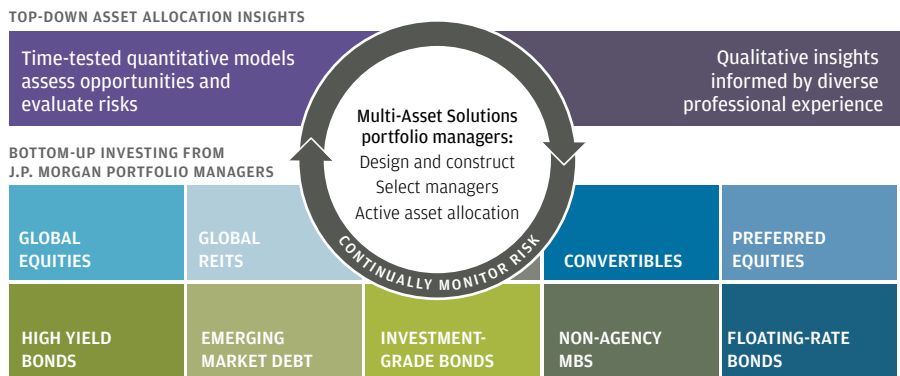 TOP-DOWN ASSET ALLOCATION INSIGHTS
Time-tested quantitative models
assess opportunities and
evaluate risks
Qualitative insights
informed by diverse
professional experience
Multi-Asset Solutions
portfolio managers:
Design and construct
Select managers
Active asset allocation
CONTINUALLY MONITOR RISK
BOTTOM-UP INVESTING FROM
J.P. MORGAN PORTFOLIO MANAGERS
GLOBAL
EQUITIES
GLOBAL
REITS
CONVERTIBLES
PREFERRED
EQUITIES
HIGH YIELD
BONDS
EMERGING
MARKET DEBT
INVESTMENT-
GRADE BONDS
NON-AGENCY
MBS
FLOATING-RATE
BONDS